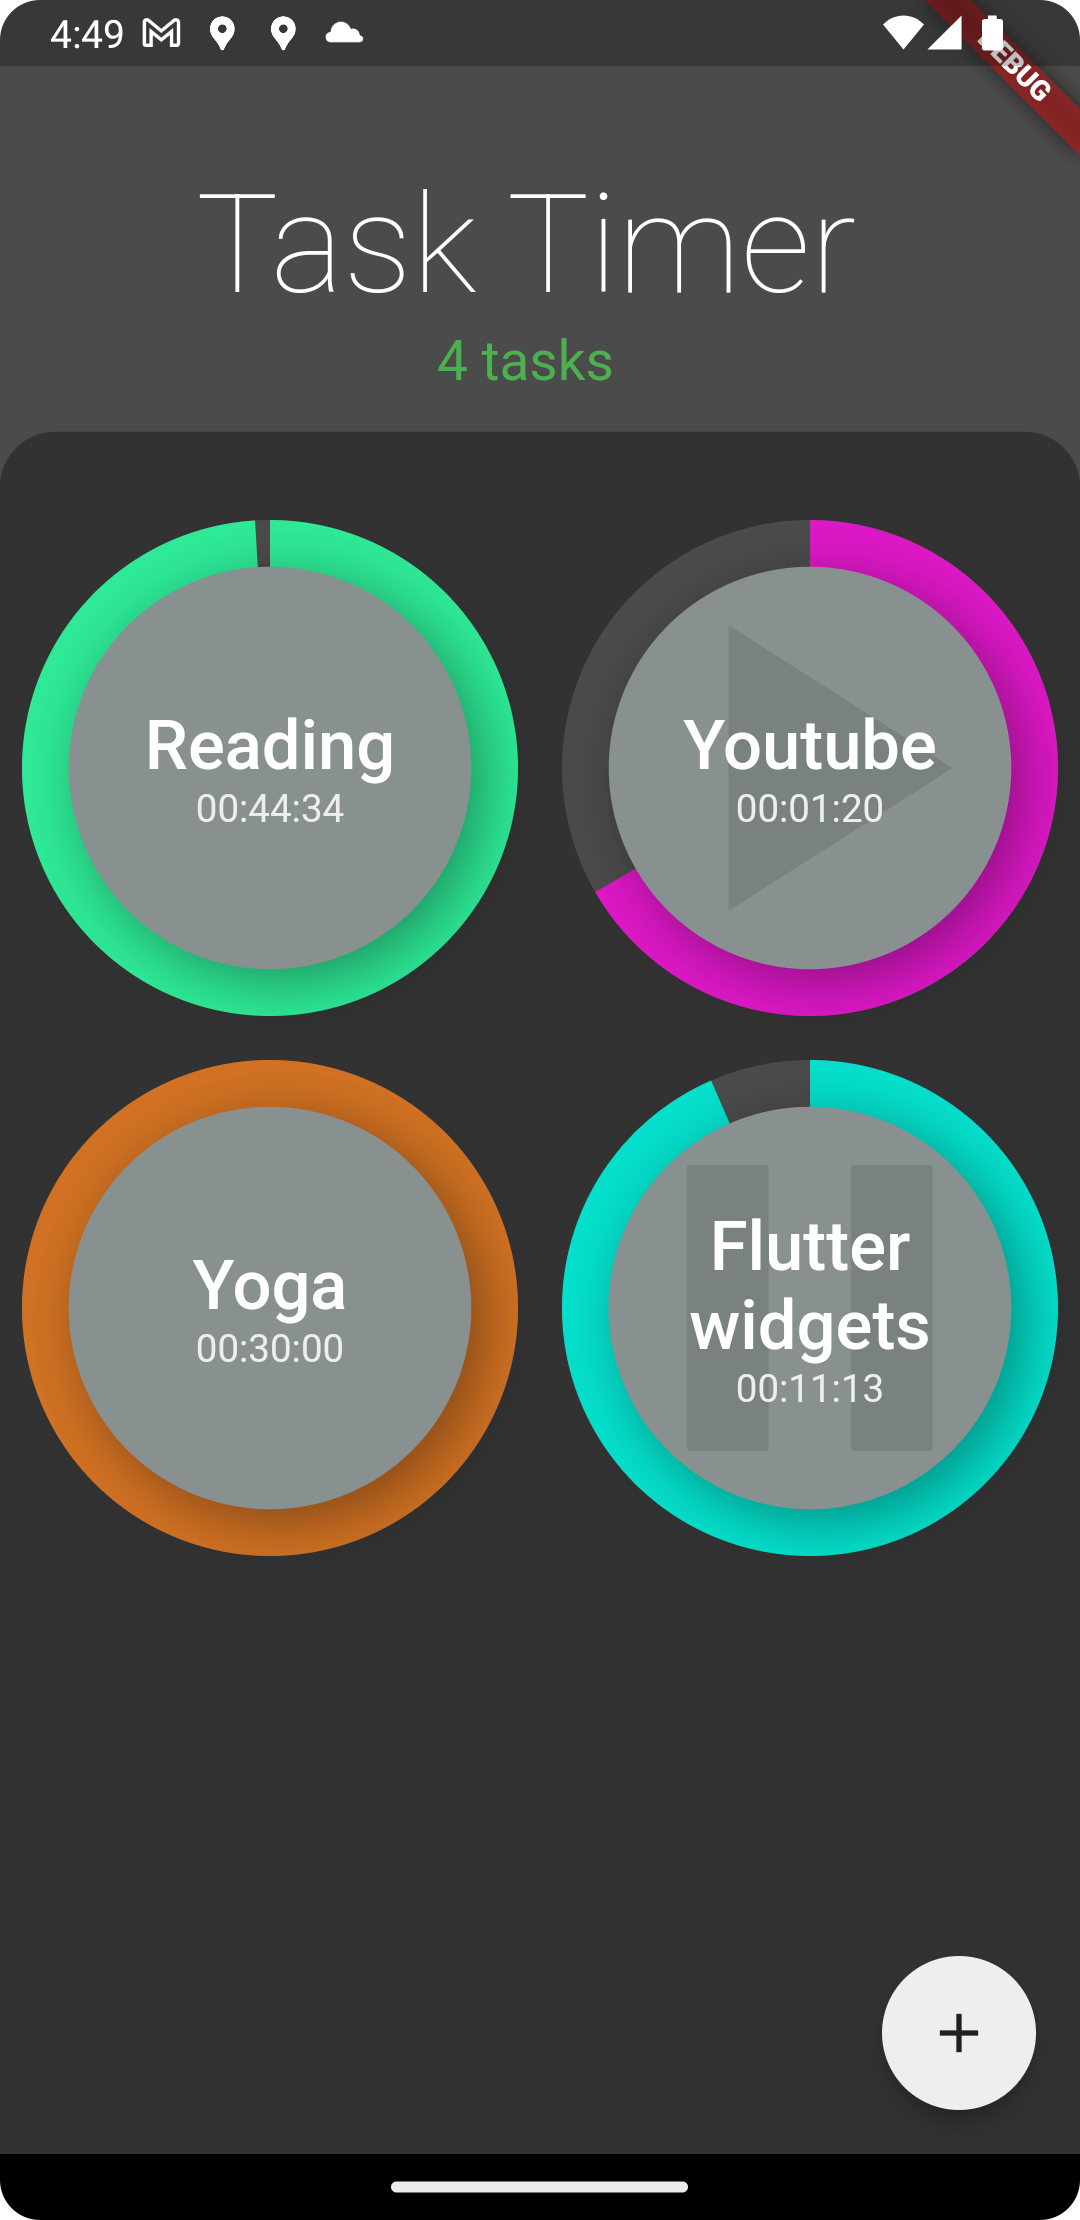 4:49
DEBUG
Task Timer
4 tasks
Reading
00:44:34
Youtube
00:01:20
Yoga
00:30:00
Flutter
widgets
00:11:13